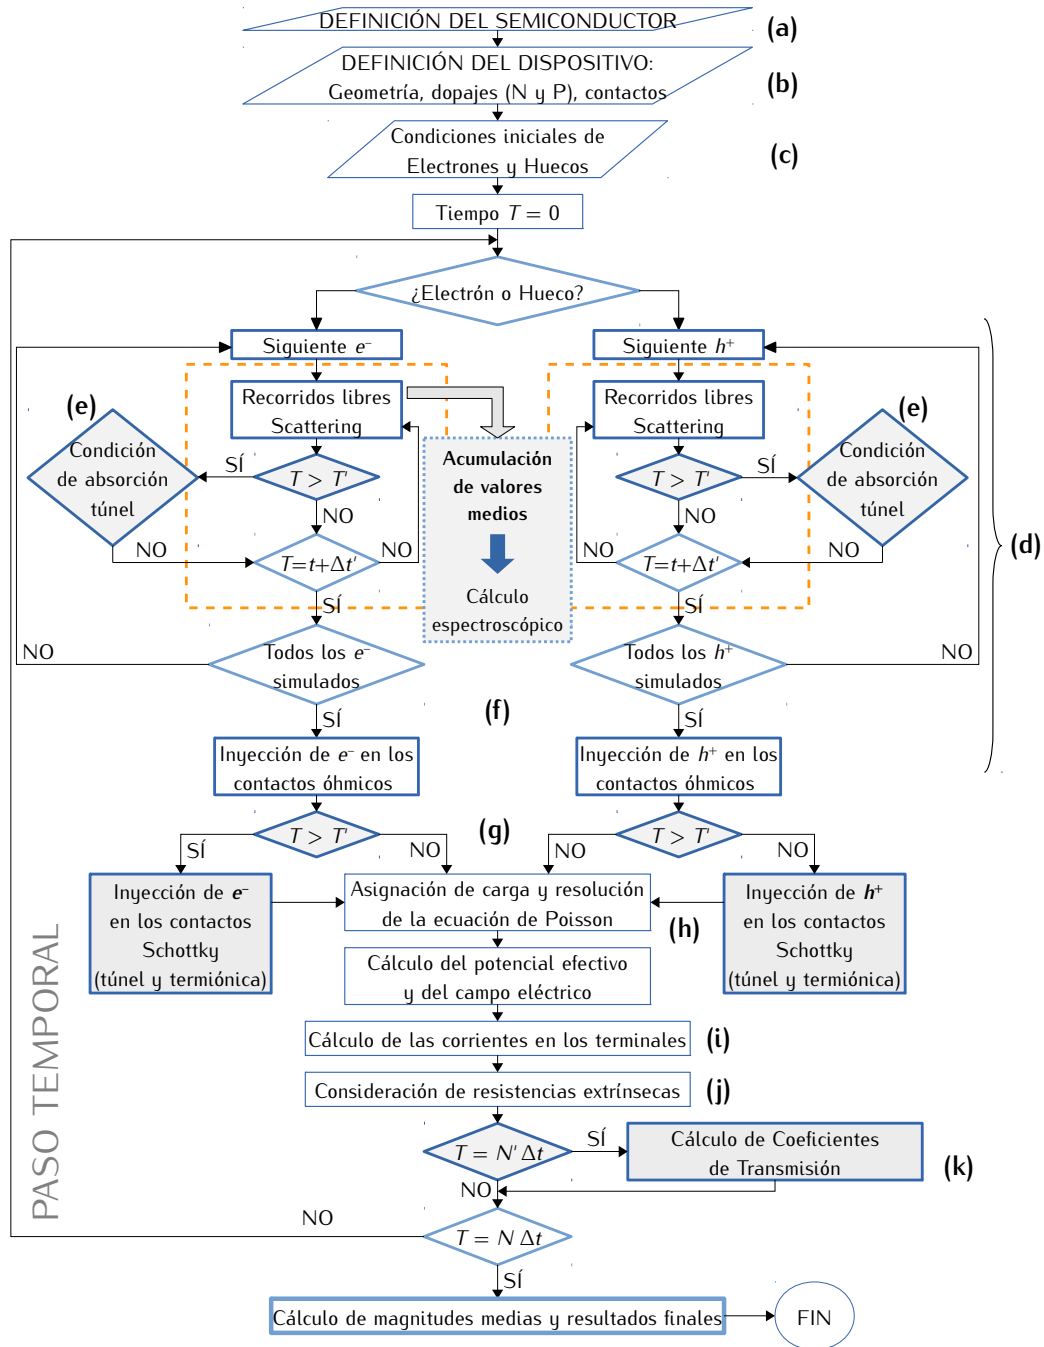 DEFINICIÓN DEL SEMICONDUCTOR
(a)
DEFINICIÓN DEL DISPOSITIVO:
Geometría, dopajes (N y P), contactos
(b)
Condiciones iniciales de
Electrones y Huecos
(c)
Tiempo T = 0
¿Electrón o Hueco?
Siguiente e⁻
Siguiente h⁺
Recorridos libres
Scattering
Recorridos libres
Scattering
(e)
(e)
Condición
de absorción
túnel
SÍ
T > T'
NO
NO
T=t+Δt'
NO
SÍ
Acumulación
de valores
medios
Cálculo
espectroscópico
T > T'
SÍ
NO
Condición
de absorción
túnel
NO
T=t+Δt'
NO
SÍ
(d)
NO
Todos los e⁻
simulados
Todos los h⁺
simulados
NO
SÍ
(f)
SÍ
Inyección de e⁻ en los
contactos óhmicos
Inyección de h⁺ en los
contactos óhmicos
T > T'
SÍ
NO
(g)
T > T'
NO
NO
Inyección de e⁻
en los contactos
Schottky
(túnel y termiónica)
Asignación de carga y resolución
de la ecuación de Poisson
(h)
Inyección de h⁺
en los contactos
Schottky
(túnel y termiónica)
Cálculo del potencial efectivo
y del campo eléctrico
Cálculo de las corrientes en los terminales
(i)
Consideración de resistencias extrínsecas
(j)
T = N' Δt
SÍ
Cálculo de Coeficientes
de Transmisión
(k)
NO
T = N Δt
NO
SÍ
PASO TEMPORAL
Cálculo de magnitudes medias y resultados finales
FIN